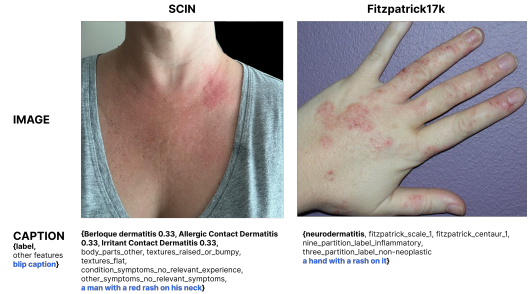 SCIN
Fitzpatrick17k
IMAGE
CAPTION
{label,
other features
blip caption}
{Berloque dermatitis 0.33, Allergic Contact Dermatitis
0.33, Irritant Contact Dermatitis 0.33,
body_parts_other, textures_raised_or_bumpy,
textures_flat,
condition_symptoms_no_relevant_experience,
other_symptoms_no_relevant_symptoms,
a man with a red rash on his neck}
{neurodermatitis, fitzpatrick_scale_1, fitzpatrick_centaur_1,
nine_partition_label_inflammatory,
three_partition_label_non-neoplastic
a hand with a rash on it}